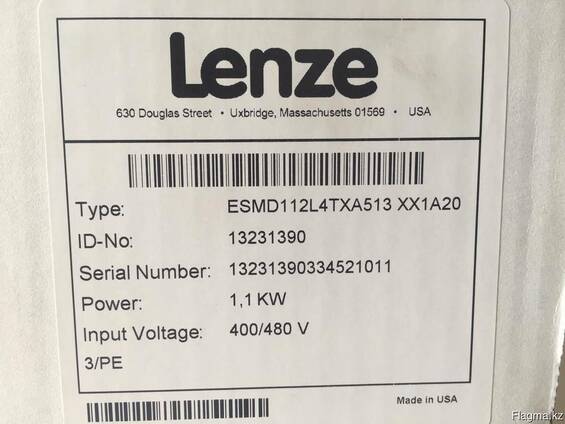 Lenze
630 Douglas Street • Uxbridge, Massachusetts 01569 • USA
Type: ESMD112L4TXA513 XX1A20
ID-No: 13231390
Serial Number: 13231390334521011
Power: 1,1 KW
Input Voltage: 400/480 V
3/PE
Made in USA
Flagma.kz